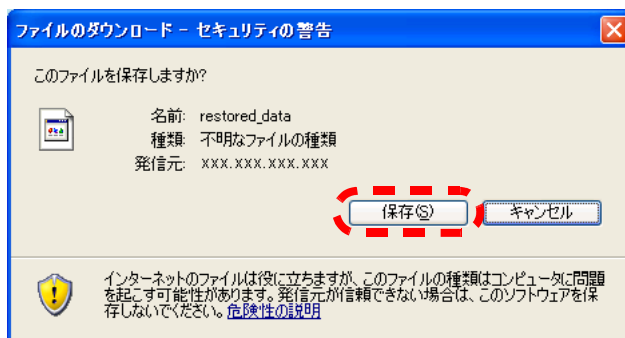 ファイルのダウンロード - セキュリティの警告
このファイルを保存しますか?
名前: restored_data
種類: 不明なファイルの種類
発信元: xxx.xxx.xxx.xxx
保存(S) キャンセル
インターネットのファイルは役に立ちますが、このファイルの種類はコンピュータに問題
を起こす可能性があります。発信元が信頼できない場合は、このソフトウェアを保
存しないでください。危険性の説明